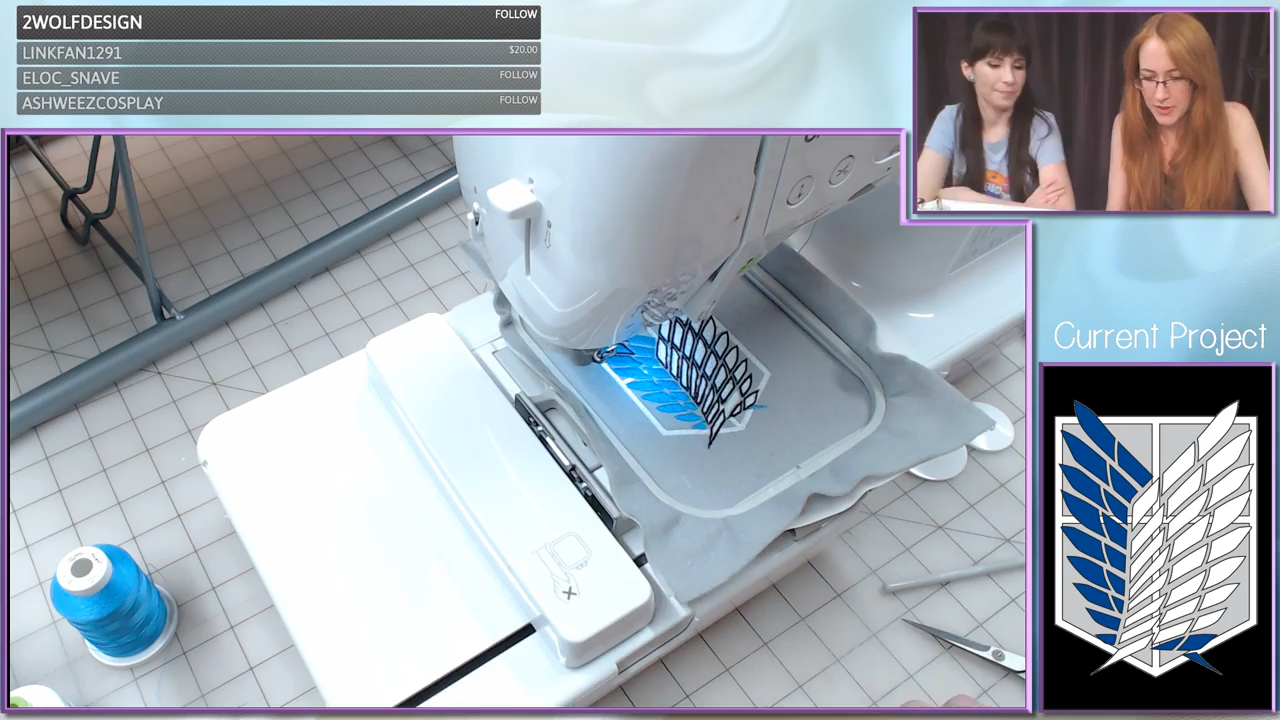 2WOLFDESIGN FOLLOW
LINKFAN1291 $20.00
ELOC_SNAVE FOLLOW
ASHWEEZCOSPLAY FOLLOW
Current Project